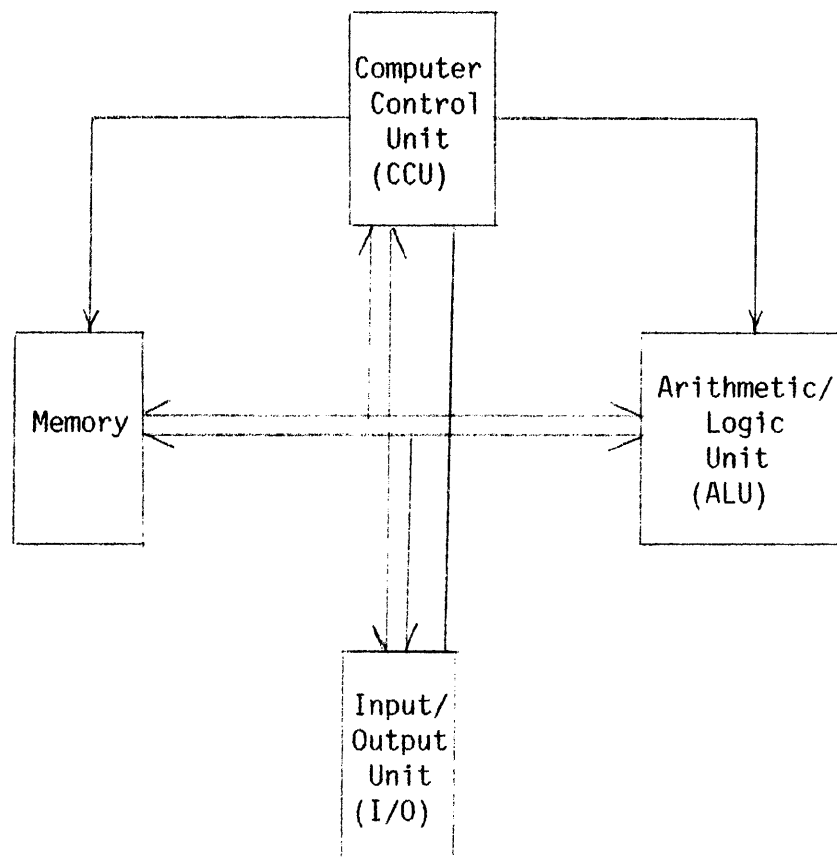 Computer
Control
Unit
(CCU)
Memory
Arithmetic/
Logic
Unit
(ALU)
Input/
Output
Unit
(I/O)